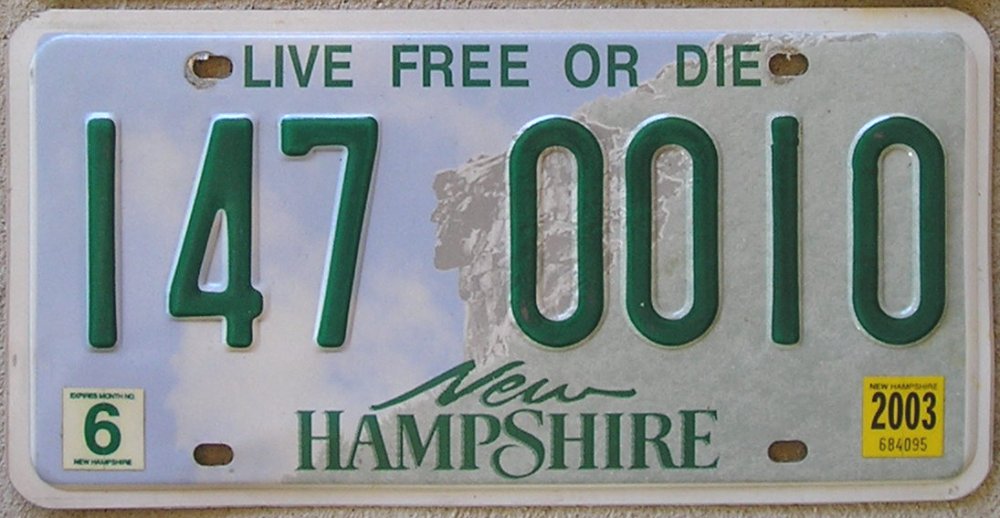 LIVE FREE OR DIE
147 0010
New
HAMPSHIRE
EXPIRES MONTH NO.
6
NEW HAMPSHIRE
NEW HAMPSHIRE
2003
684095